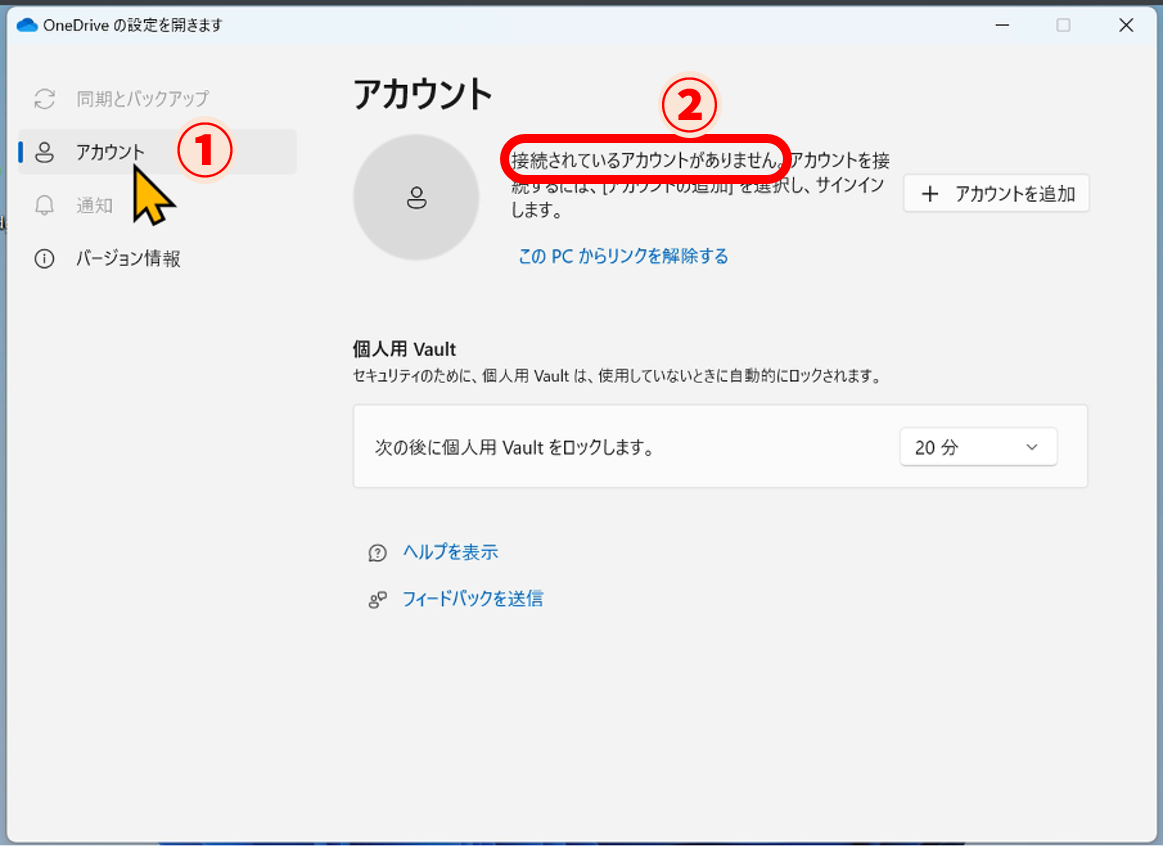 OneDrive の設定を開きます
同期とバックアップ
アカウント
①
通知
バージョン情報
アカウント
②
接続されているアカウントがありません。アカウントを接
続するには、[アカウントの追加] を選択し、サインイン
します。
アカウントを追加
この PC からリンクを解除する
個人用 Vault
セキュリティのために、個人用 Vault は、使用していないときに自動的にロックされます。
次の後に個人用 Vault をロックします。
20 分
ヘルプを表示
フィードバックを送信